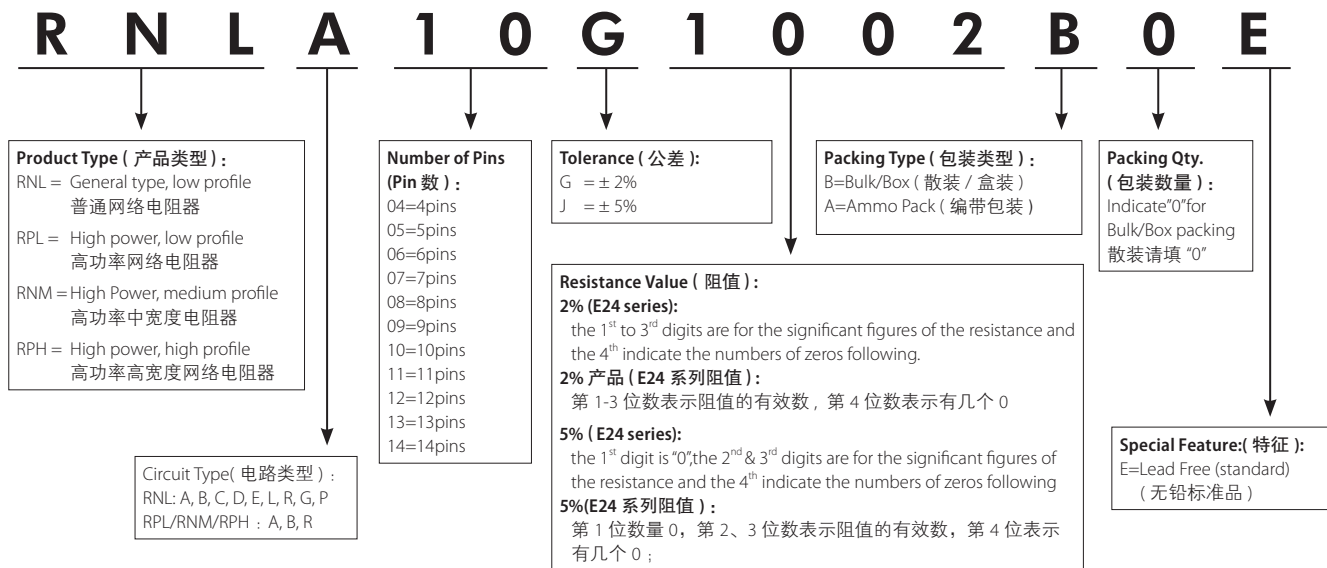 R N L A 1 0 G 1 0 0 2 B 0 E
Product Type ( 产品类型 ) :
RNL = General type, low profile
普通网络电阻器
RPL = High power, low profile
高功率网络电阻器
RNM = High Power, medium profile
高功率中宽度电阻器
RPH = High power, high profile
高功率高宽度网络电阻器
Circuit Type( 电路类型 ) :
RNL: A, B, C, D, E, L, R, G, P
RPL/RNM/RPH : A, B, R
Number of Pins
(Pin 数 ) :
04=4pins
05=5pins
06=6pins
07=7pins
08=8pins
09=9pins
10=10pins
11=11pins
12=12pins
13=13pins
14=14pins
Tolerance ( 公差 ):
G = ± 2%
J = ± 5%
Resistance Value ( 阻值 ) :
2% (E24 series):
the 1st to 3rd digits are for the significant figures of the resistance and
the 4th indicate the numbers of zeros following.
2% 产品 ( E24 系列阻值 ) :
第 1-3 位数表示阻值的有效数 , 第 4 位数表示有几个 0
5% ( E24 series):
the 1st digit is "0",the 2nd & 3rd digits are for the significant figures of
the resistance and the 4th indicate the numbers of zeros following
5%(E24 系列阻值 ) :
第 1 位数量 0，第 2、3 位数表示阻值的有效数，第 4 位表示
有几个 0 ;
Packing Type ( 包装类型 ) :
B=Bulk/Box ( 散装 / 盒装 )
A=Ammo Pack ( 编带包装 )
Packing Qty.
( 包装数量 ) :
Indicate"0"for
Bulk/Box packing
散装请填 "0"
Special Feature:( 特征 ):
E=Lead Free (standard)
( 无铅标准品 )